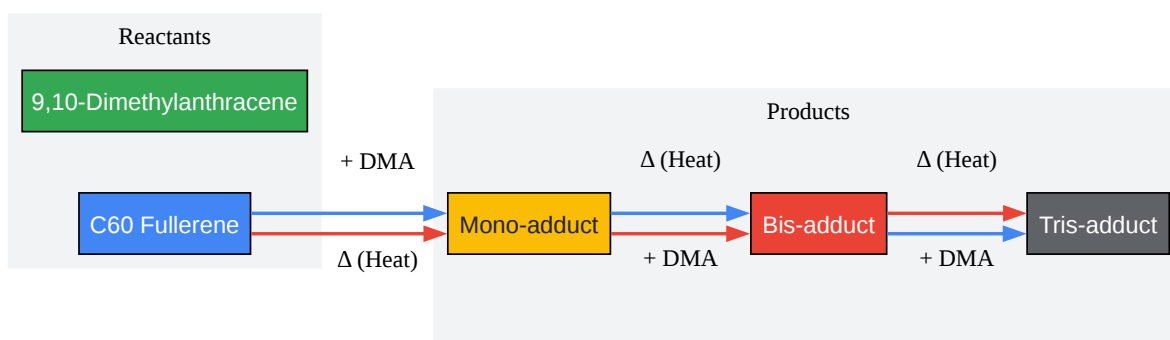 Reactants
9,10-Dimethylanthracene
Products
+ DMA
Δ (Heat)
Δ (Heat)
C60 Fullerene
Mono-adduct
Bis-adduct
Tris-adduct
Δ (Heat)
+ DMA
+ DMA